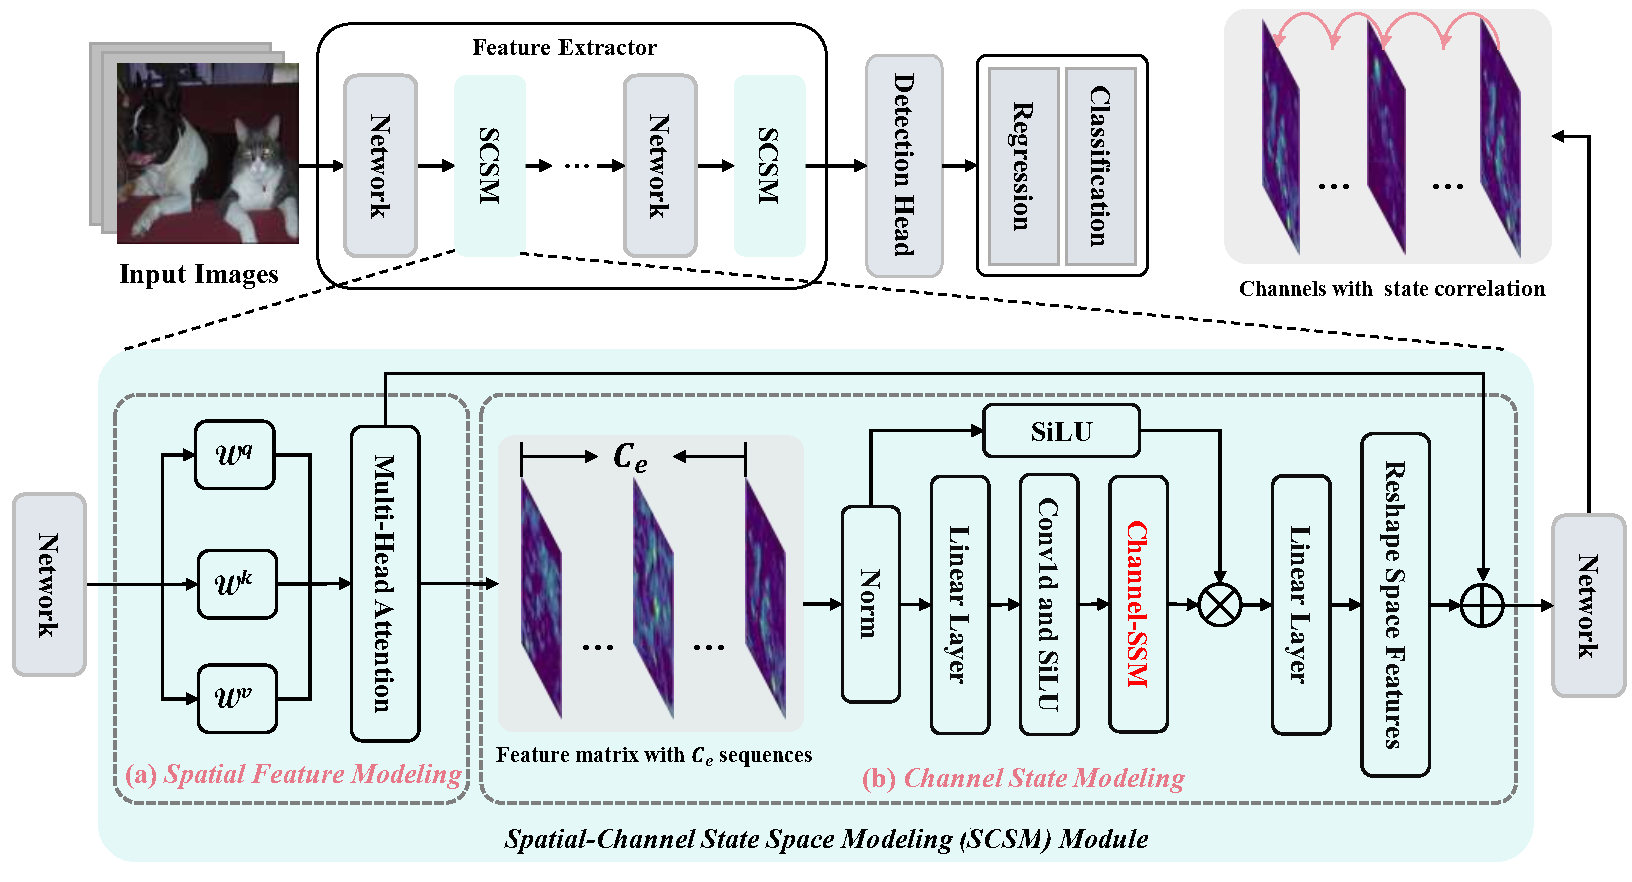 Feature Extractor
Network
SCSM
...
Network
SCSM
Detection Head
Regression
Classification
Input Images
... ...
Channels with state correlation
Network
𝒲^q
𝒲^k
𝒲^v
Multi-Head Attention
(a) Spatial Feature Modeling
C_e
... ...
Feature matrix with C_e sequences
Norm
SiLU
Linear Layer
Conv1d and SiLU
Channel-SSM
Linear Layer
Reshape Space Features
(b) Channel State Modeling
Network
Spatial-Channel State Space Modeling (SCSM) Module